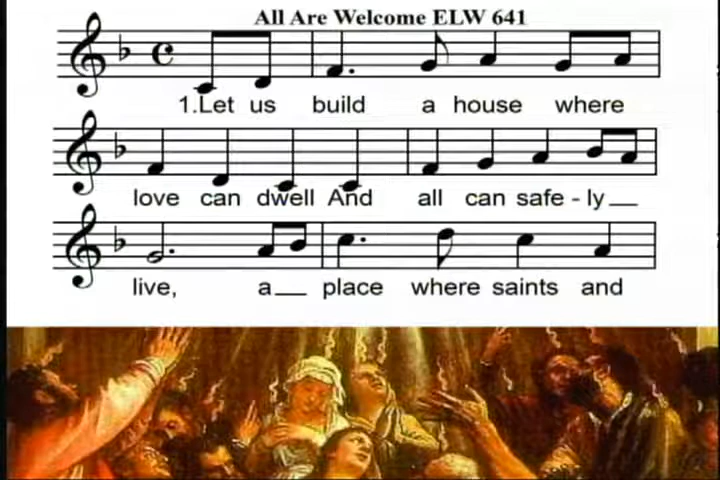 All Are Welcome ELW 641
1.Let us build a house where
love can dwell And all can safe - ly
live, a place where saints and